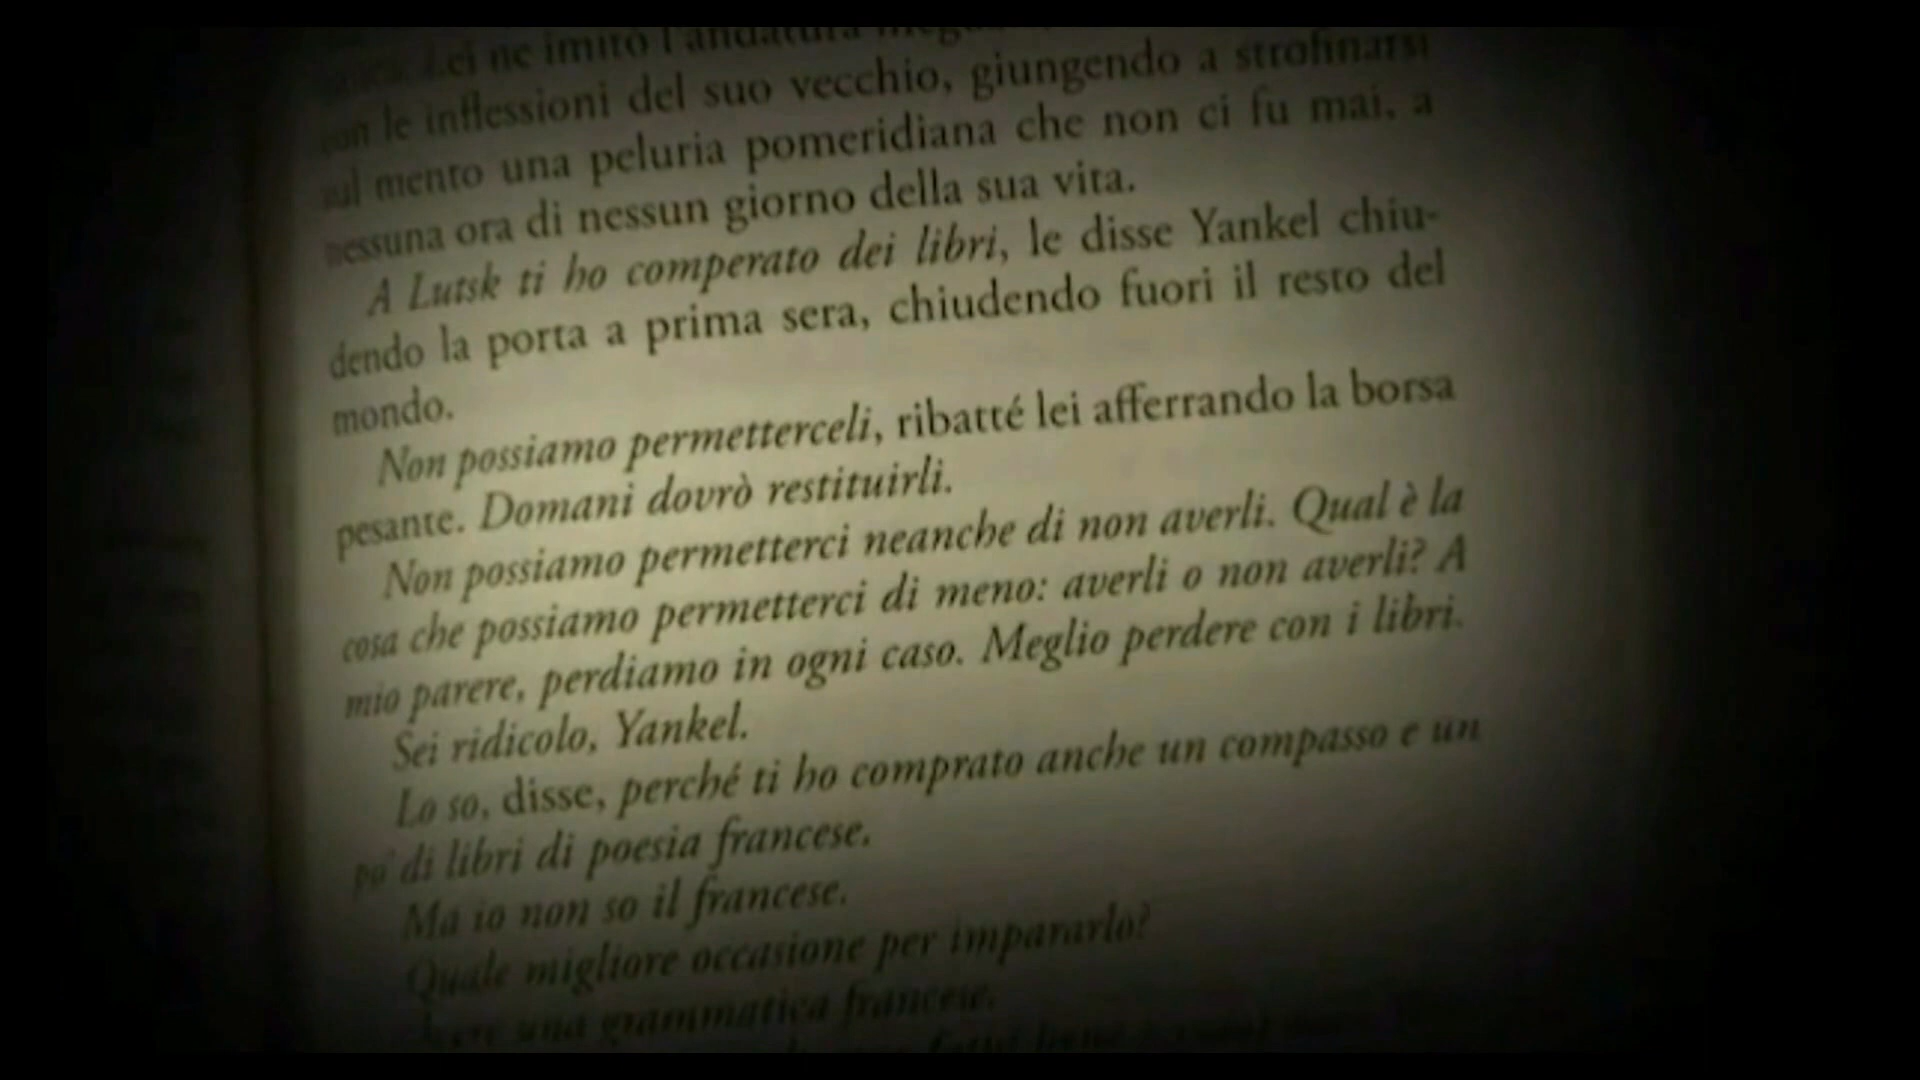 Lei ne imitò l'andatura
con le inflessioni del suo vecchio, giungendo a strofinarsi
sul mento una peluria pomeridiana che non ci fu mai, a
nessuna ora di nessun giorno della sua vita.
A Lutsk ti ho comperato dei libri, le disse Yankel chiu-
dendo la porta a prima sera, chiudendo fuori il resto del
mondo.
Non possiamo permetterceli, ribatté lei afferrando la borsa
pesante. Domani dovrò restituirli.
Non possiamo permetterci neanche di non averli. Qual è la
cosa che possiamo permetterci di meno: averli o non averli? A
mio parere, perdiamo in ogni caso. Meglio perdere con i libri.
Sei ridicolo, Yankel.
Lo so, disse, perché ti ho comprato anche un compasso e un
po' di libri di poesia francese.
Ma io non so il francese.
Quale migliore occasione per impararlo?
una grammatica francese.